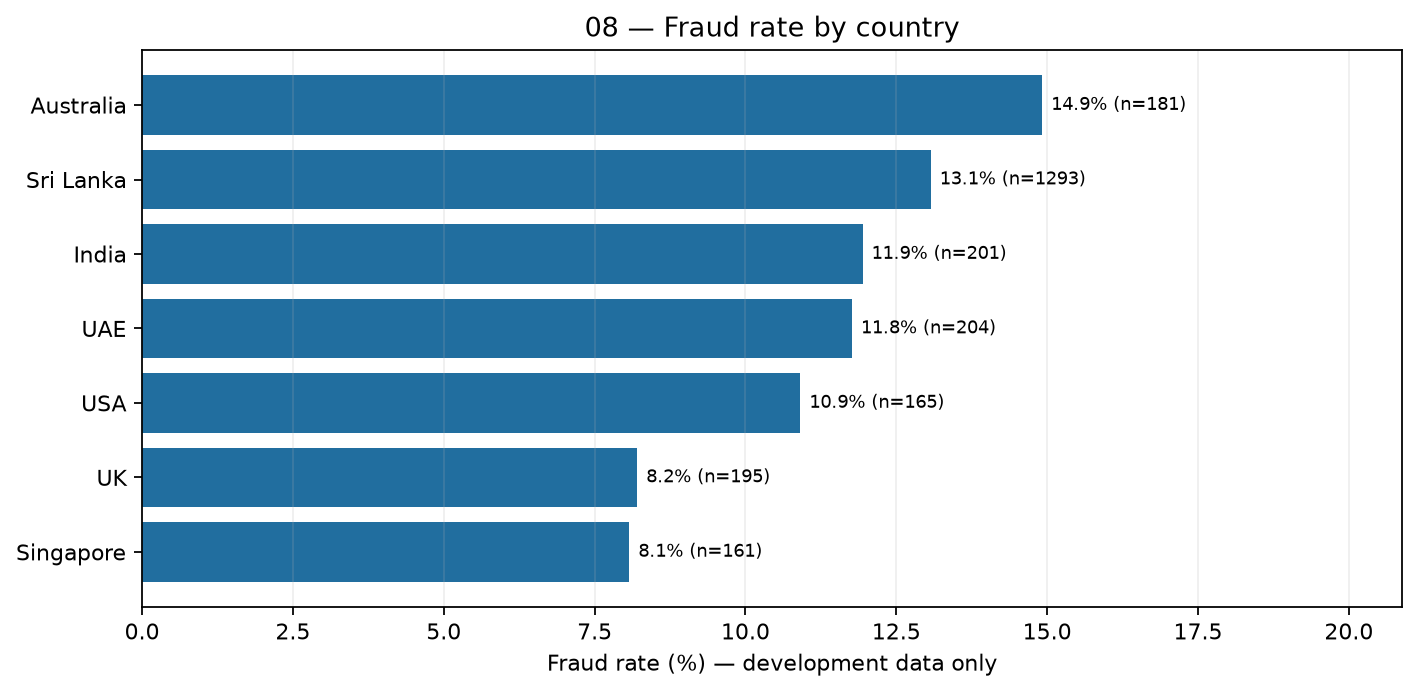 08 — Fraud rate by country
Australia
14.9% (n=181)
Sri Lanka
13.1% (n=1293)
India
11.9% (n=201)
UAE
11.8% (n=204)
USA
10.9% (n=165)
UK
8.2% (n=195)
Singapore
8.1% (n=161)
0.0 2.5 5.0 7.5 10.0 12.5 15.0 17.5 20.0
Fraud rate (%) — development data only